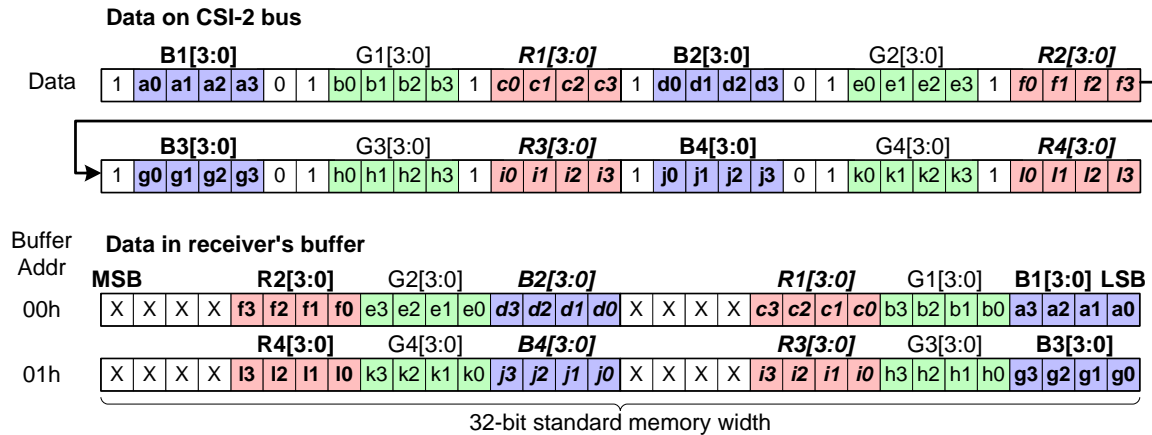 Data on CSI-2 bus
B1[3:0] G1[3:0] R1[3:0] B2[3:0] G2[3:0] R2[3:0]
Data 1 a0 a1 a2 a3 0 1 b0 b1 b2 b3 1 c0 c1 c2 c3 1 d0 d1 d2 d3 0 1 e0 e1 e2 e3 1 f0 f1 f2 f3
B3[3:0] G3[3:0] R3[3:0] B4[3:0] G4[3:0] R4[3:0]
1 g0 g1 g2 g3 0 1 h0 h1 h2 h3 1 i0 i1 i2 i3 1 j0 j1 j2 j3 0 1 k0 k1 k2 k3 1 l0 l1 l2 l3
Buffer Addr
Data in receiver's buffer
MSB R2[3:0] G2[3:0] B2[3:0] R1[3:0] G1[3:0] B1[3:0] LSB
00h X X X X f3 f2 f1 f0 e3 e2 e1 e0 d3 d2 d1 d0 X X X X c3 c2 c1 c0 b3 b2 b1 b0 a3 a2 a1 a0
R4[3:0] G4[3:0] B4[3:0] R3[3:0] G3[3:0] B3[3:0]
01h X X X X l3 l2 l1 l0 k3 k2 k1 k0 j3 j2 j1 j0 X X X X i3 i2 i1 i0 h3 h2 h1 h0 g3 g2 g1 g0
32-bit standard memory width